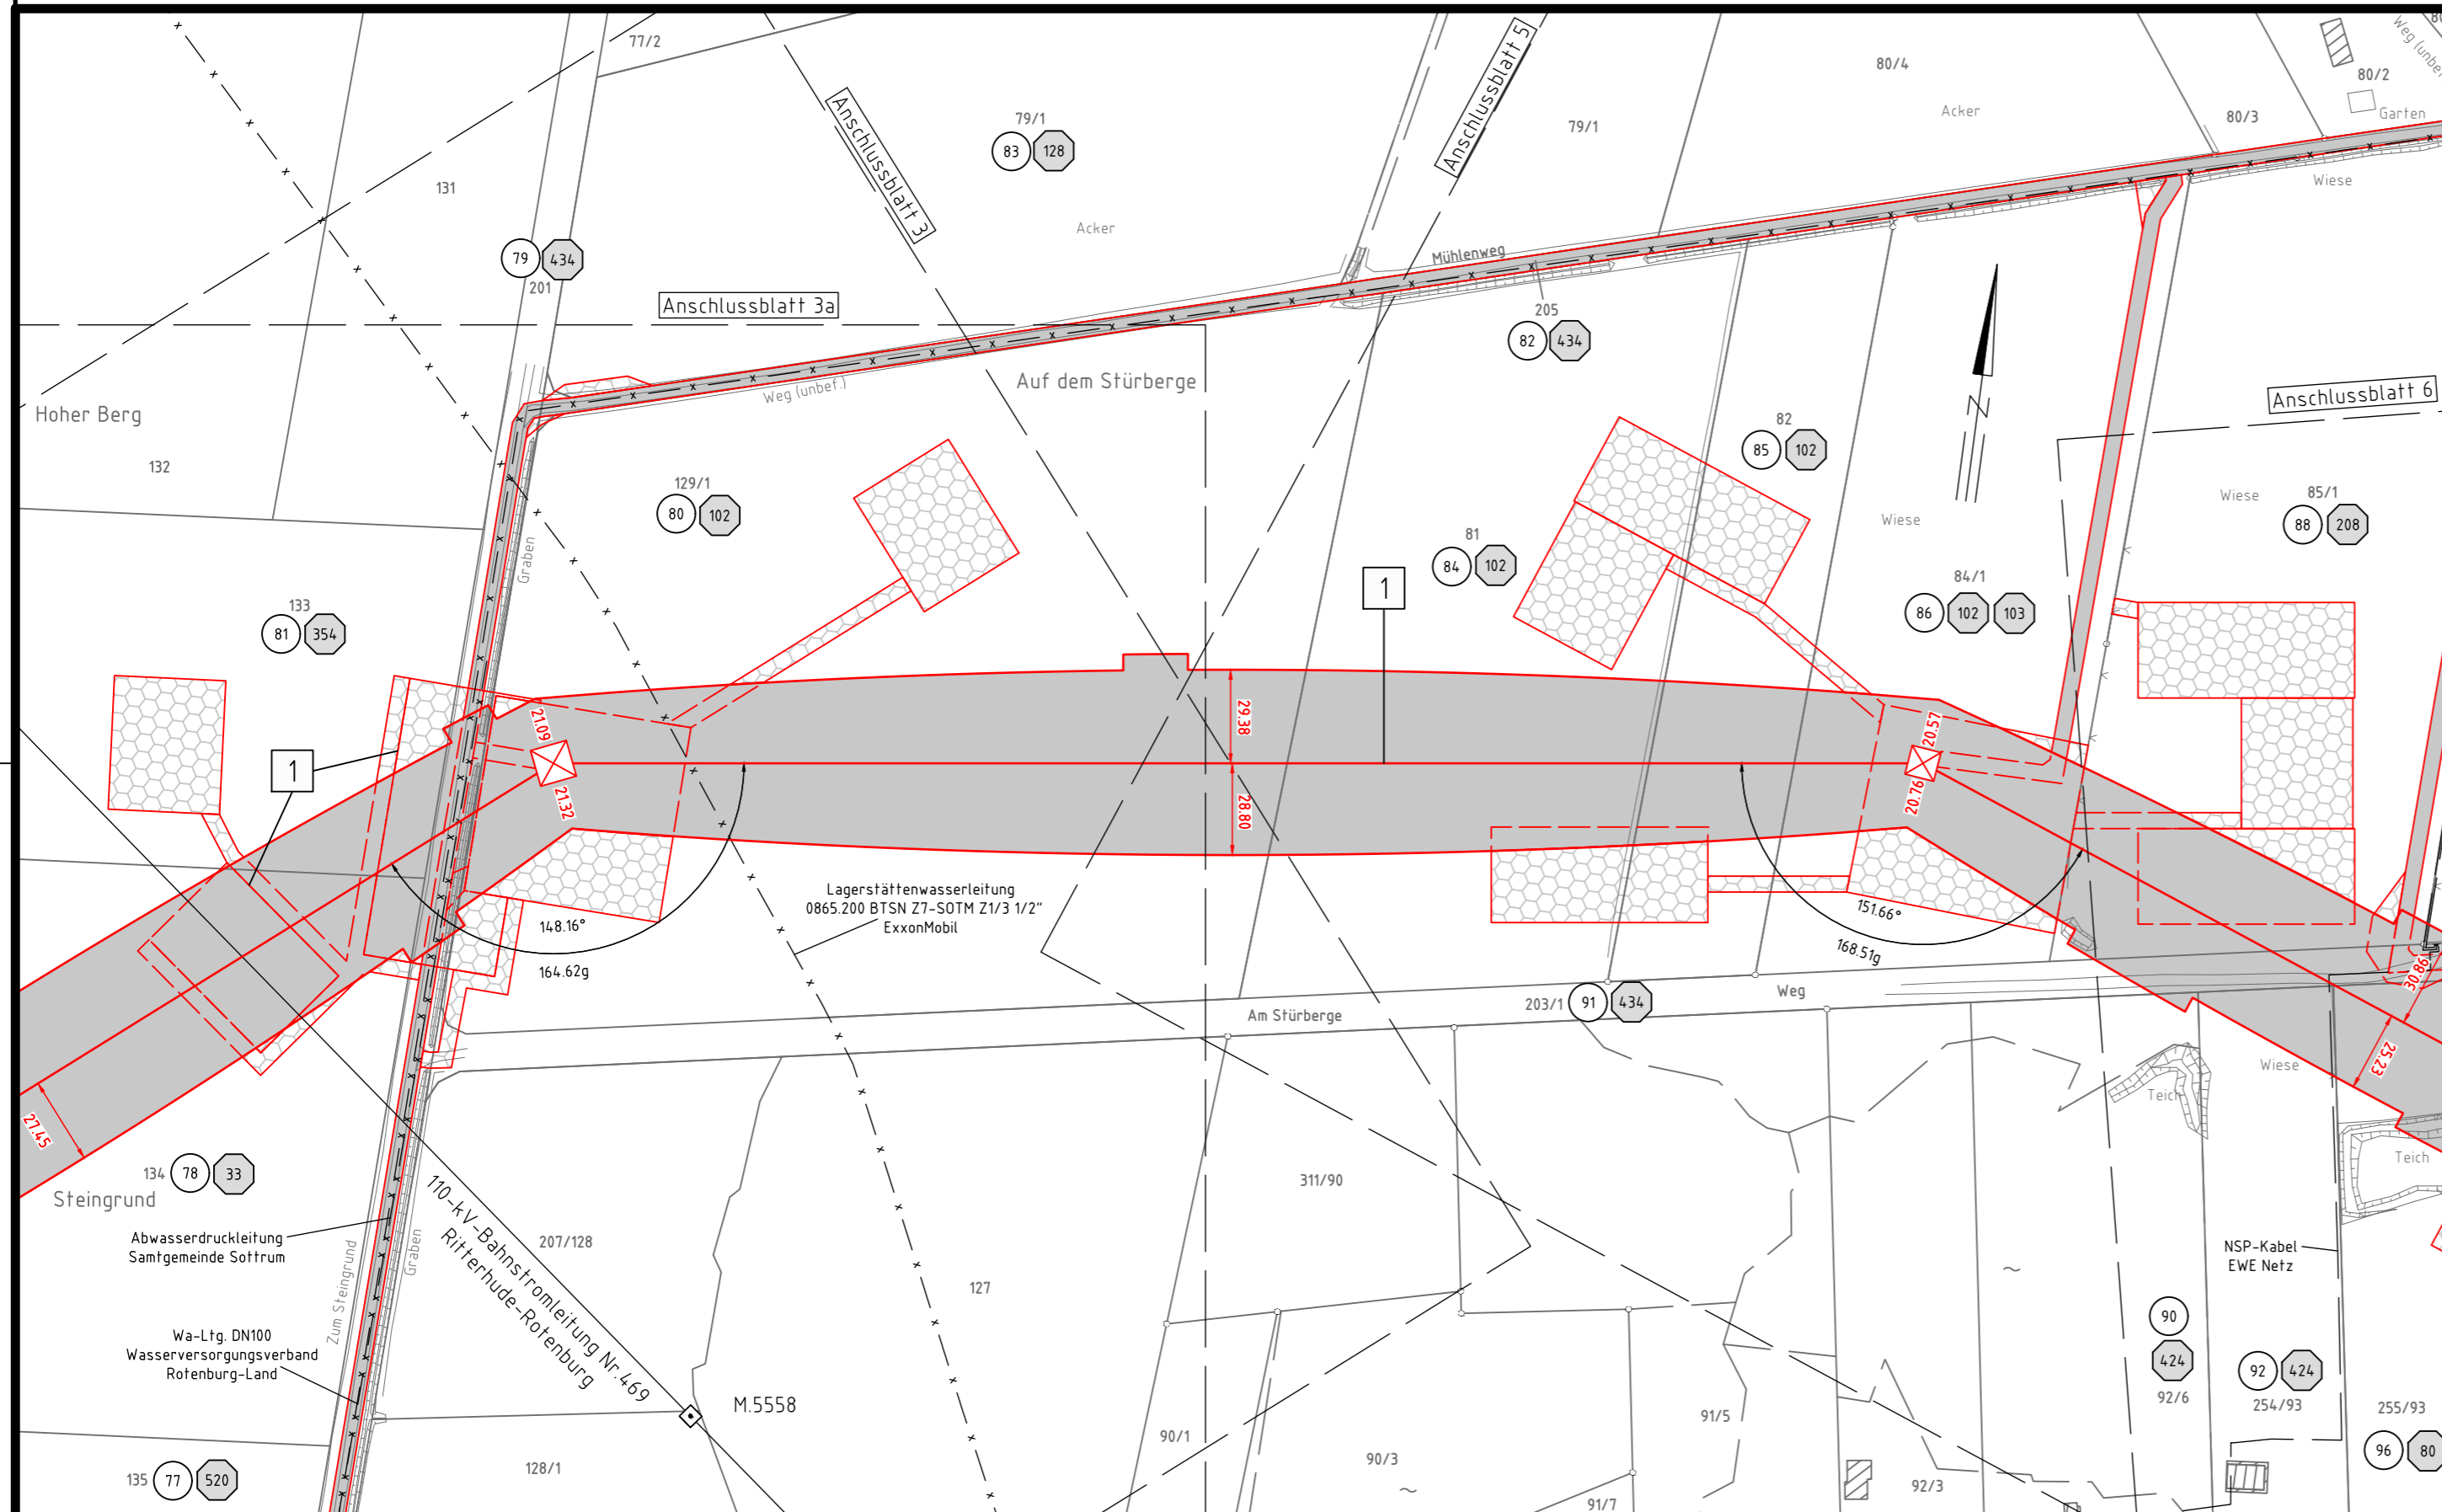 77/2
80/4
Weg (unbef
80/2
79/1
83 128
79/1
Acker
80/3
Garten
Anschlussblatt 3
Anschlussblatt 5
131
Wiese
Acker
Mühlenweg
79 434
201
Anschlussblatt 3a
205
82 434
Auf dem Stürberge
Weg (unbef.)
N
Anschlussblatt 6
Hoher Berg
82
85 102
132
129/1
80 102
Wiese
Wiese
85/1
88 208
Graben
81
84 102
1
84/1
86 102 103
133
81 354
21.09
29.38
20.57
1
21.32
28.80
20.76
Lagerstättenwasserleitung
0865.200 BTSN Z7-SOTM Z1/3 1/2"
ExxonMobil
148.16°
164.62g
151.66°
168.51g
30.86
203/1 91 434
Weg
Am Stürberge
25.23
Wiese
Teich
27.45
Teich
134 78 33
Steingrund
311/90
110-kV-Bahnstromleitung Nr.469
Ritterhude-Rotenburg
Abwasserdruckleitung
Samtgemeinde Sottrum
207/128
Graben
Zum Steingrund
NSP-Kabel
EWE Netz
127
90
424
92/6
Wa-Ltg. DN100
Wasserversorgungsverband
Rotenburg-Land
92 424
254/93
M.5558
255/93
96 80
91/5
90/1
90/3
135 77 520
128/1
92/3
91/7